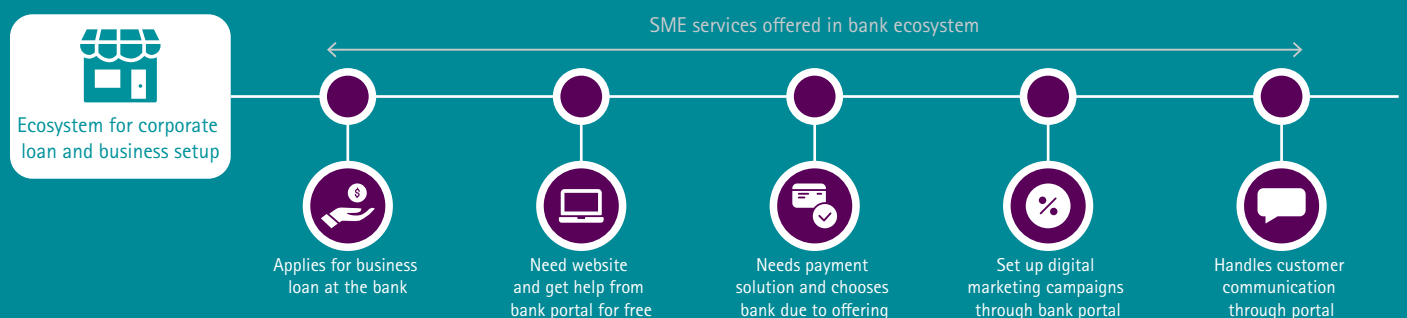 SME services offered in bank ecosystem
Ecosystem for corporate
loan and business setup
$
%
Applies for business
loan at the bank
Need website
and get help from
bank portal for free
Needs payment
solution and chooses
bank due to offering
Set up digital
marketing campaigns
through bank portal
Handles customer
communication
through portal